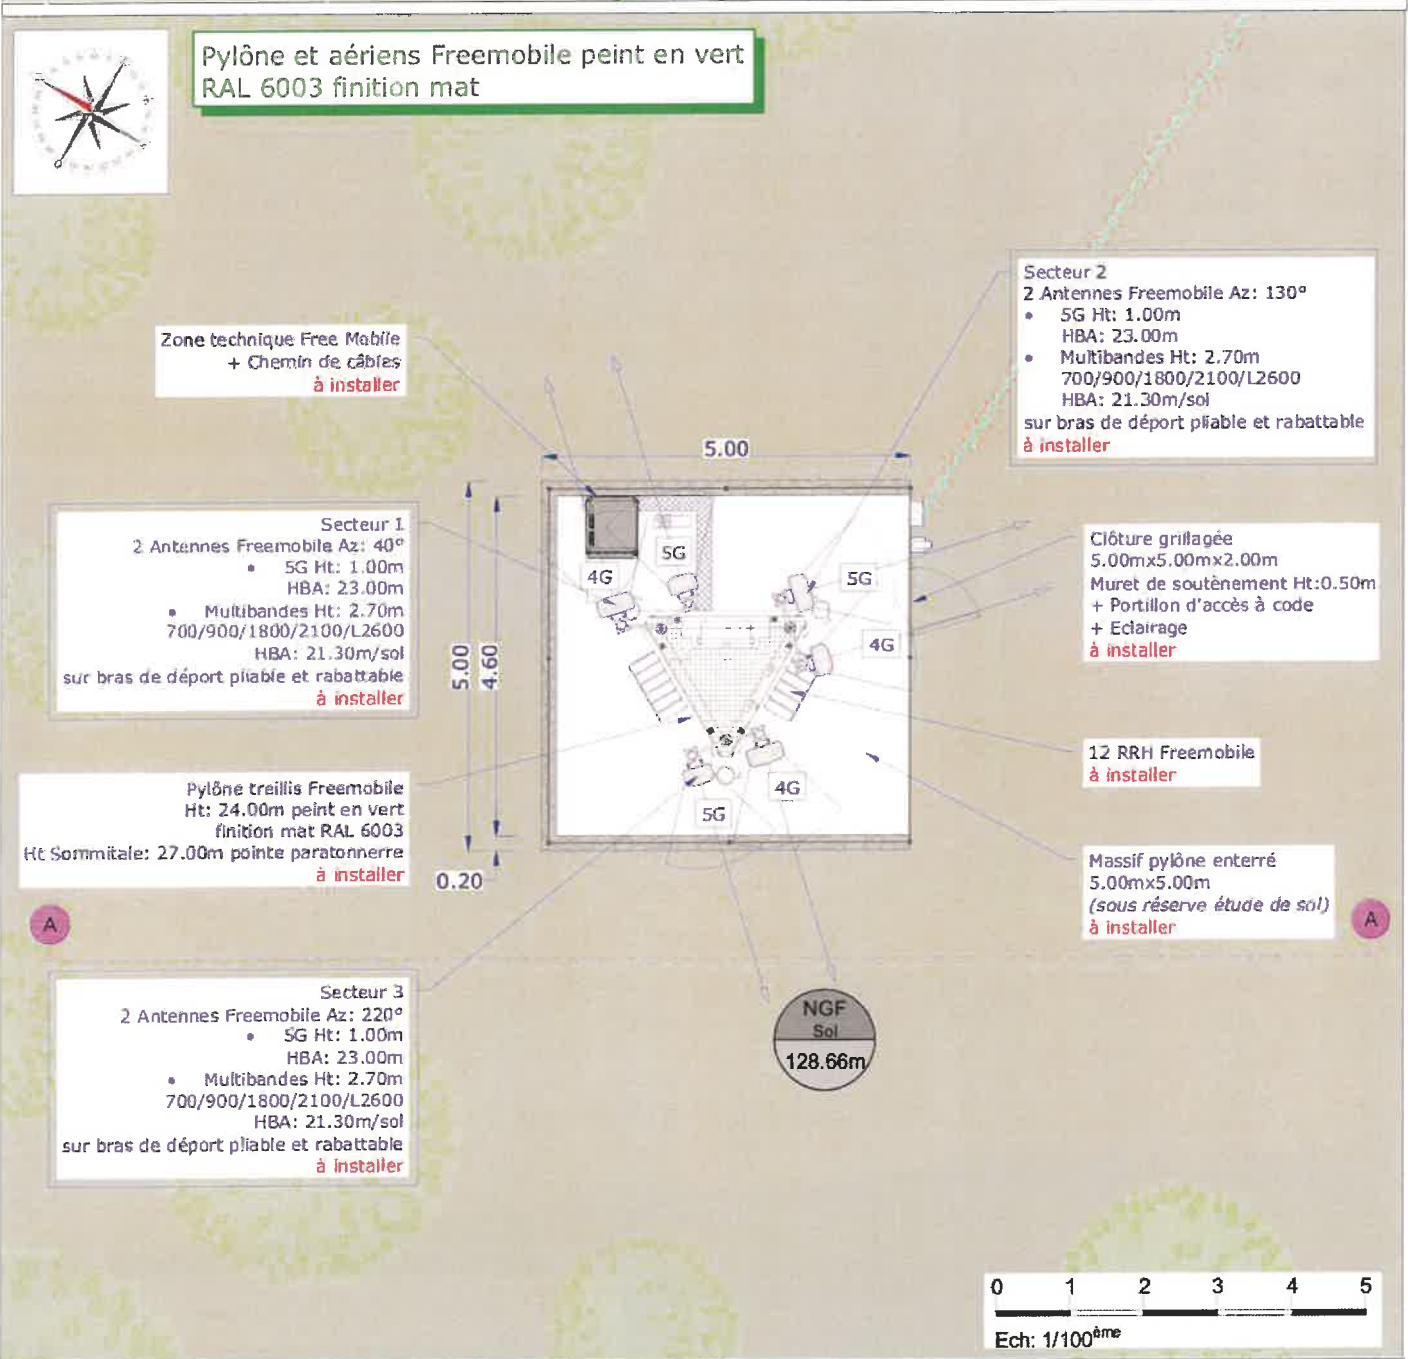 Pylône et aériens Freemobile peint en vert
RAL 6003 finition mat
Zone technique Free Mobile
+ Chemin de câbles
à installer
Secteur 2
2 Antennes Freemobile Az: 130°
• 5G Ht: 1.00m
HBA: 23.00m
• Multibandes Ht: 2.70m
700/900/1800/2100/L2600
HBA: 21.30m/sol
sur bras de déport pliable et rabattable
à installer
5.00
Secteur 1
2 Antennes Freemobile Az: 40°
• 5G Ht: 1.00m
HBA: 23.00m
• Multibandes Ht: 2.70m
700/900/1800/2100/L2600
HBA: 21.30m/sol
sur bras de déport pliable et rabattable
à installer
5.00
4.60
0.20
4G
5G
5G
4G
4G
5G
Clôture grillagée
5.00mx5.00mx2.00m
Muret de soutènement Ht:0.50m
+ Portillon d'accès à code
+ Eclairage
à installer
12 RRH Freemobile
à installer
Pylône treillis Freemobile
Ht: 24.00m peint en vert
finition mat RAL 6003
Ht Sommitale: 27.00m pointe paratonnerre
à installer
Massif pylône enterré
5.00mx5.00m
(sous réserve étude de sol)
à installer
A
A
Secteur 3
2 Antennes Freemobile Az: 220°
• 5G Ht: 1.00m
HBA: 23.00m
• Multibandes Ht: 2.70m
700/900/1800/2100/L2600
HBA: 21.30m/sol
sur bras de déport pliable et rabattable
à installer
NGF
Sol
128.66m
0 1 2 3 4 5
Ech: 1/100ème